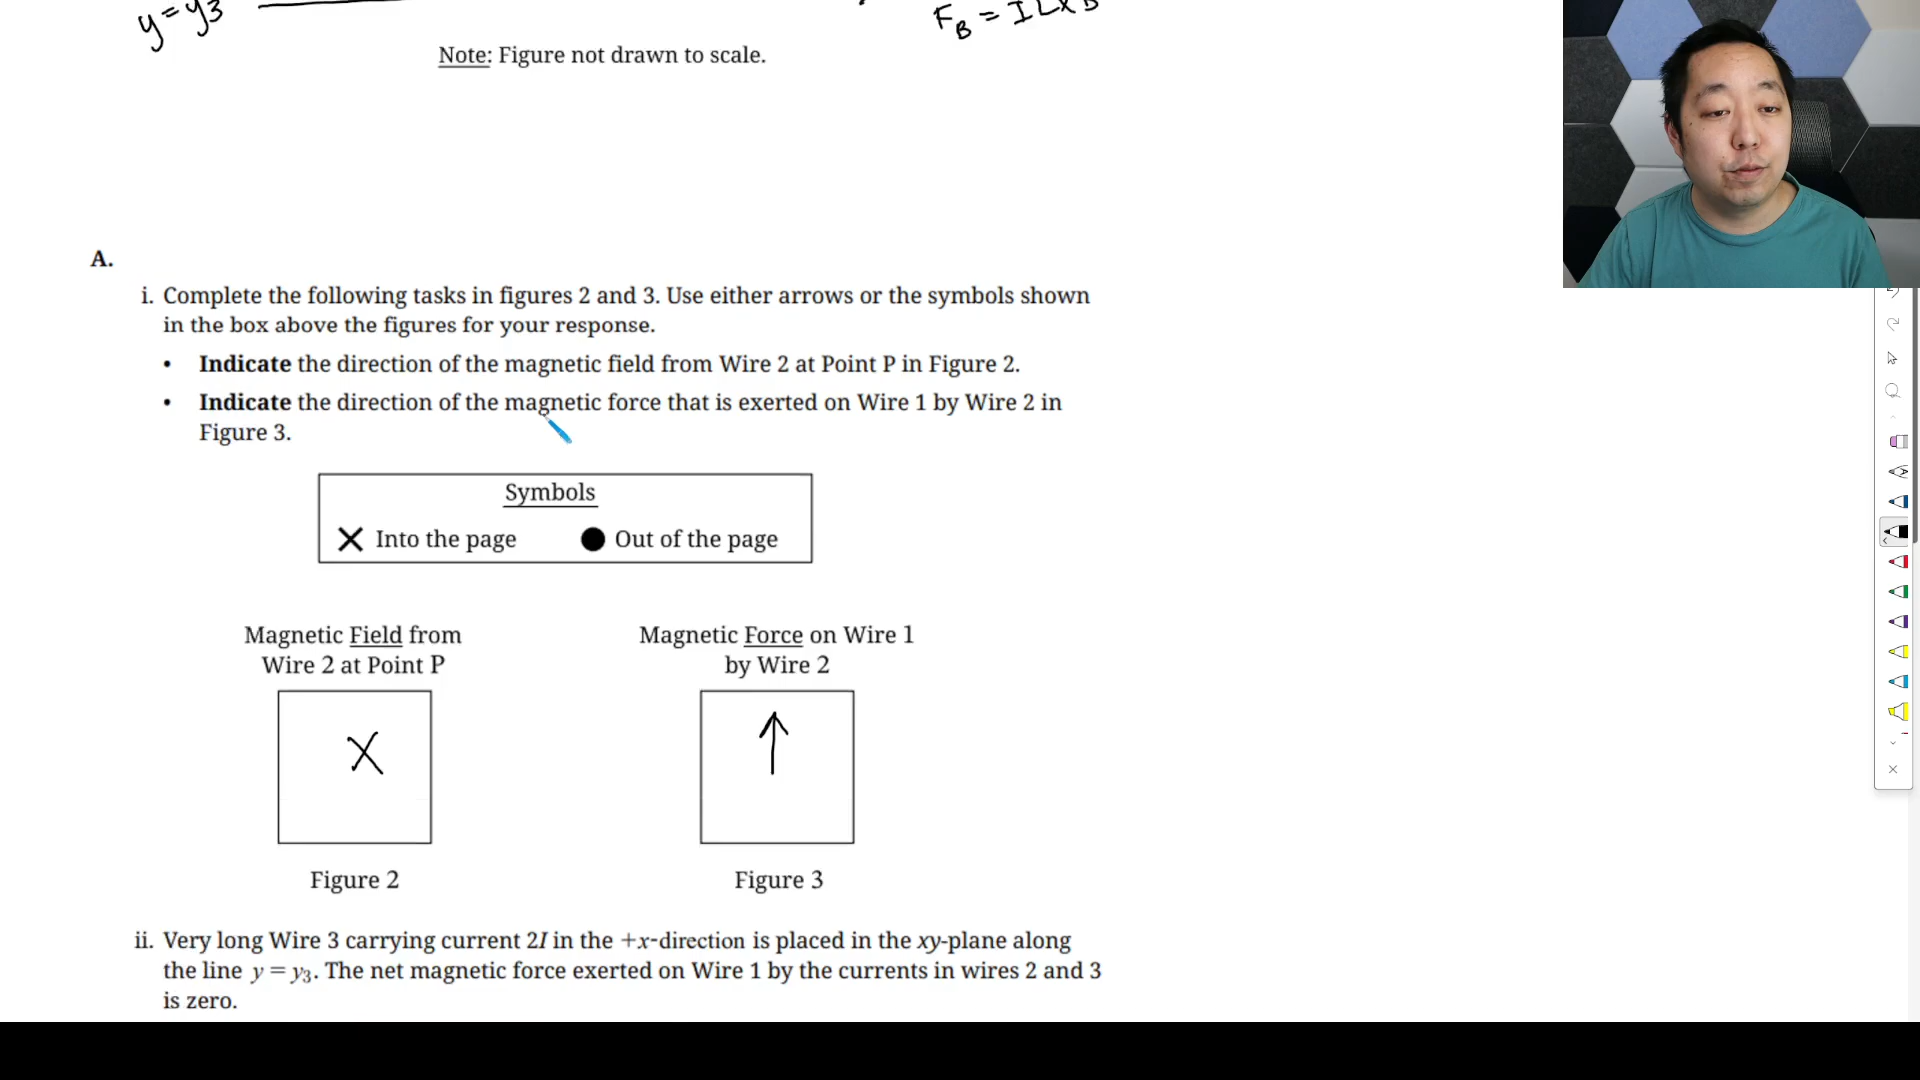 y=y3
F_B = IL×B
Note: Figure not drawn to scale.
A.
i. Complete the following tasks in figures 2 and 3. Use either arrows or the symbols shown
in the box above the figures for your response.
• Indicate the direction of the magnetic field from Wire 2 at Point P in Figure 2.
• Indicate the direction of the magnetic force that is exerted on Wire 1 by Wire 2 in
Figure 3.
Symbols
X Into the page ● Out of the page
Magnetic Field from
Wire 2 at Point P
Magnetic Force on Wire 1
by Wire 2
X
↑
Figure 2
Figure 3
ii. Very long Wire 3 carrying current 2I in the +x-direction is placed in the xy-plane along
the line y = y₃. The net magnetic force exerted on Wire 1 by the currents in wires 2 and 3
is zero.